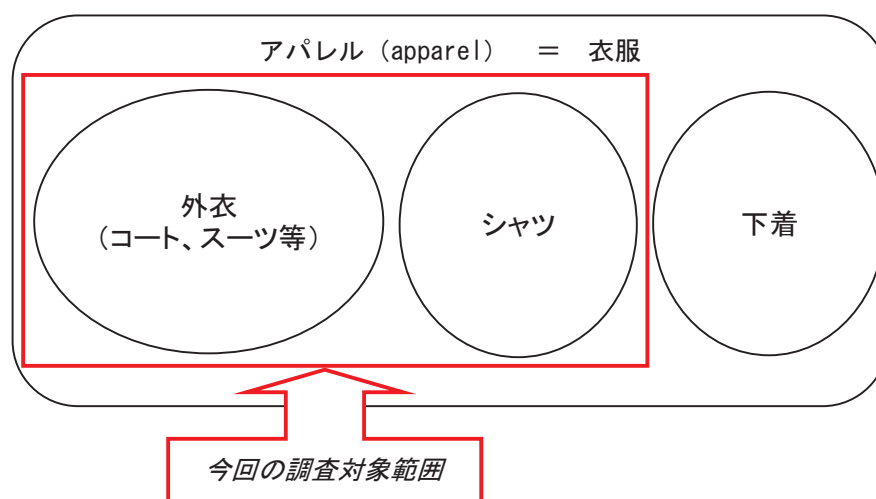 アパレル（apparel） ＝ 衣服
外衣
（コート、スーツ等）
シャツ
下着
今回の調査対象範囲